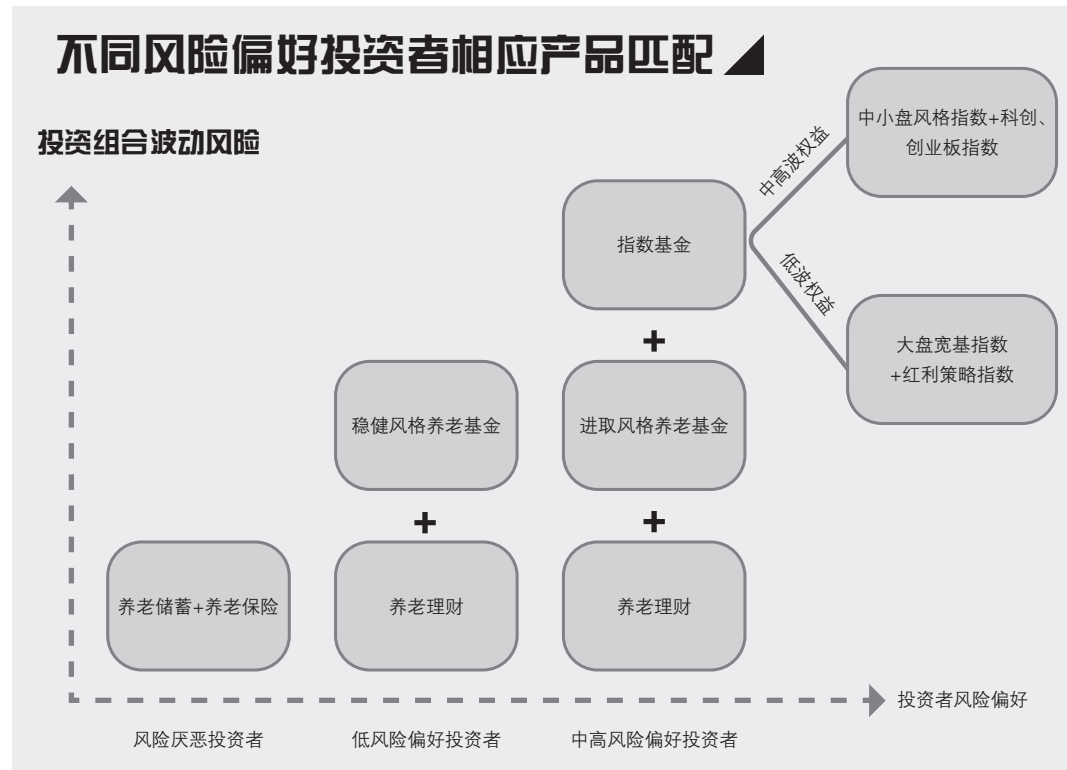 不同风险偏好投资者相应产品匹配
投资组合波动风险
中小盘风格指数+科创、
创业板指数
中高波权益
指数基金
低波权益
大盘宽基指数
+红利策略指数
+
稳健风格养老基金
进取风格养老基金
+
+
养老储蓄+养老保险
养老理财
养老理财
投资者风险偏好
风险厌恶投资者
低风险偏好投资者
中高风险偏好投资者